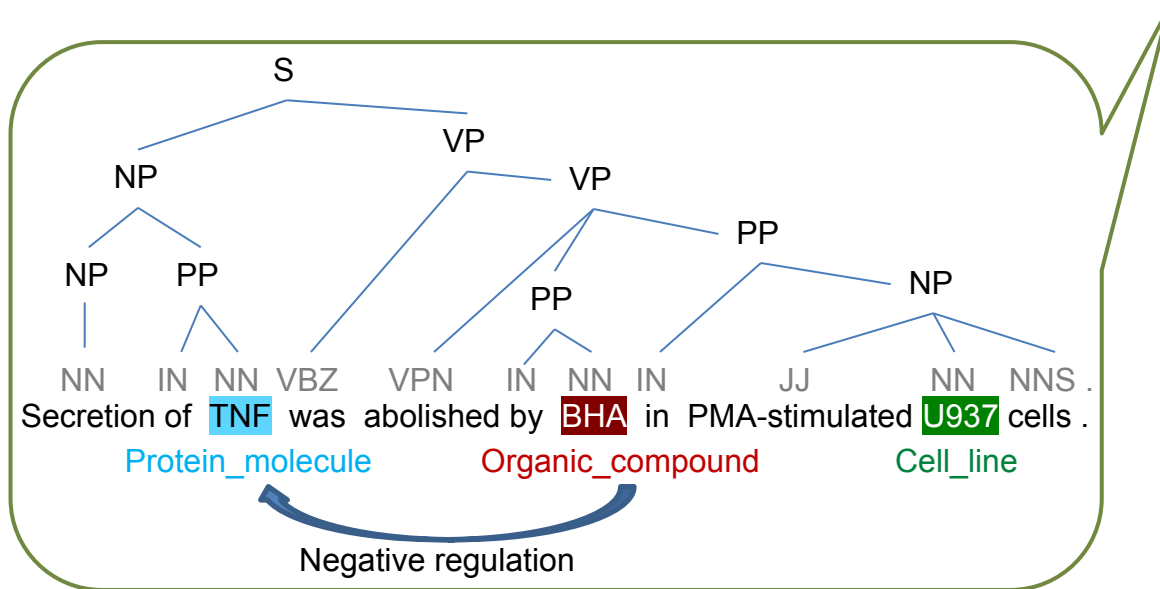 S
VP
NP
VP
PP
NP PP
NP
PP
NN IN NN VBZ VPN IN NN IN JJ NN NNS .
Secretion of TNF was abolished by BHA in PMA-stimulated U937 cells .
Protein_molecule Organic_compound Cell_line
Negative regulation